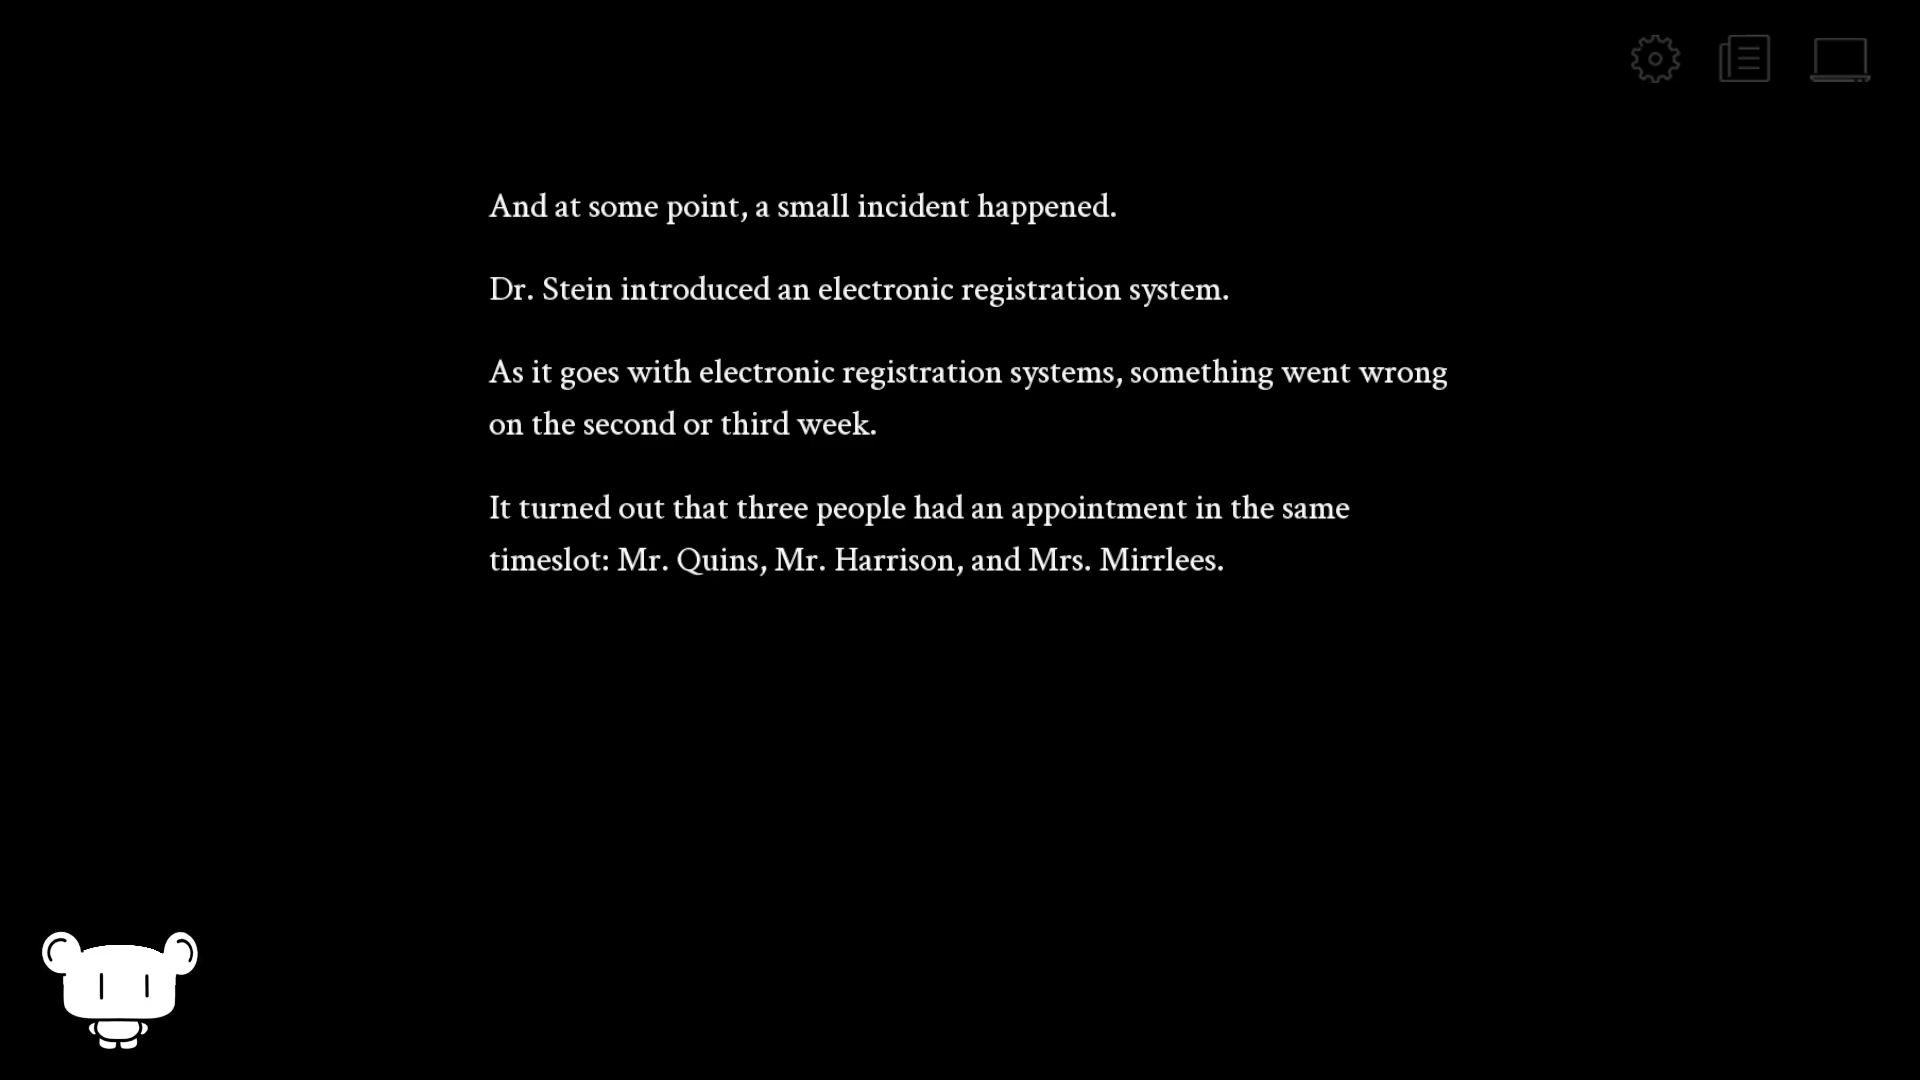 And at some point, a small incident happened.
Dr. Stein introduced an electronic registration system.
As it goes with electronic registration systems, something went wrong
on the second or third week.
It turned out that three people had an appointment in the same
timeslot: Mr. Quins, Mr. Harrison, and Mrs. Mirrlees.